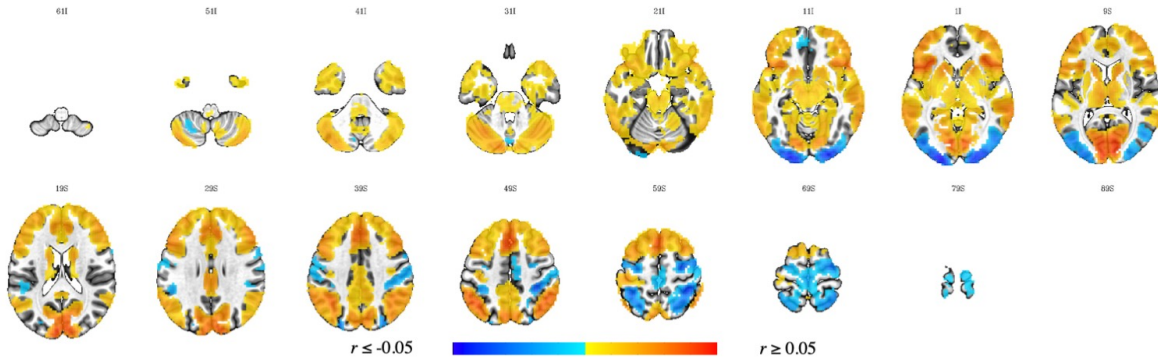 61I 51I 41I 31I 21I 11I 1I 9S
19S 29S 39S 49S 59S 69S 79S 89S
r ≤ -0.05 r ≥ 0.05